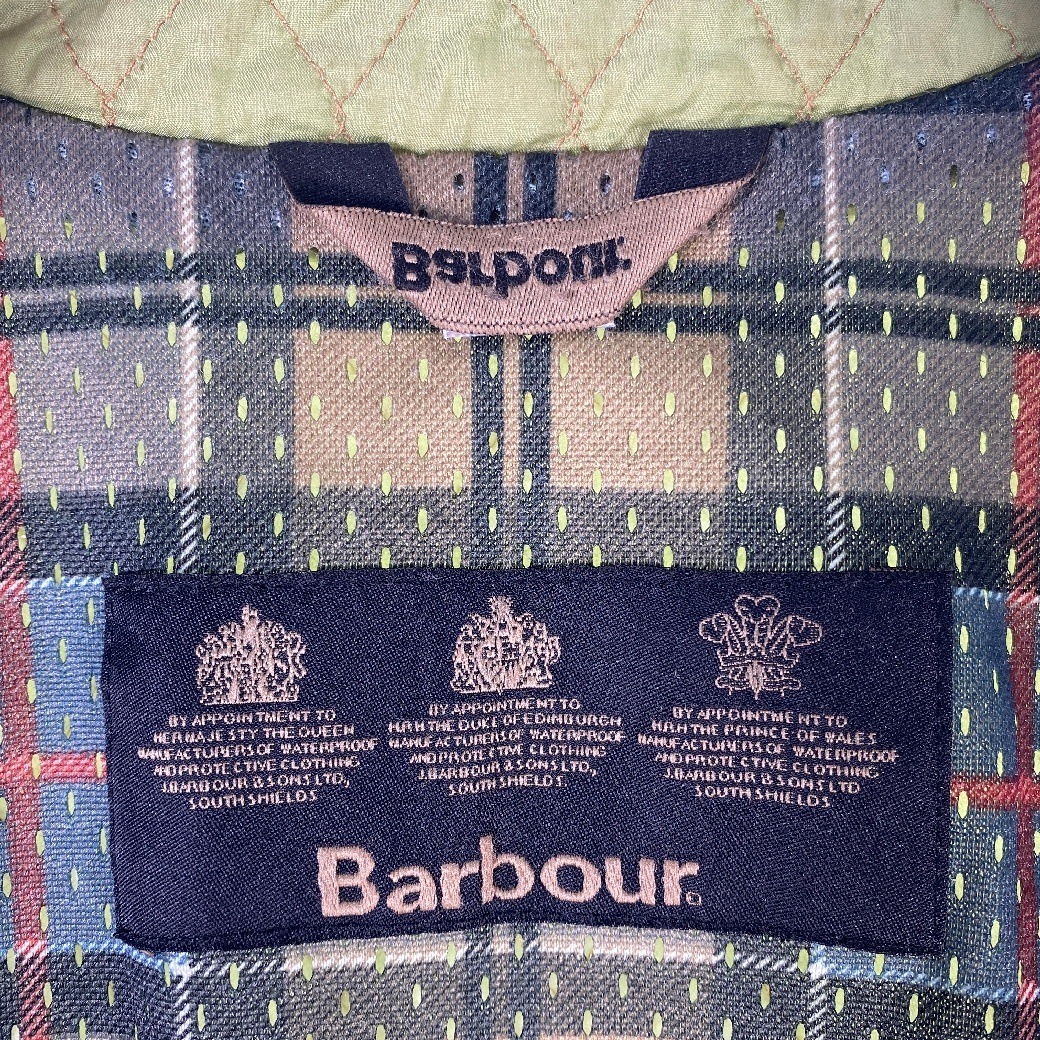 Barbour.
BY APPOINTMENT TO
HER MAJESTY THE QUEEN
MANUFACTURERS OF WATERPROOF
AND PROTECTIVE CLOTHING
J.BARBOUR & SONS LTD.,
SOUTH SHIELDS.
BY APPOINTMENT TO
H.R.H THE DUKE OF EDINBURGH
MANUFACTURERS OF WATERPROOF
AND PROTECTIVE CLOTHING
J.BARBOUR & SONS LTD.,
SOUTH SHIELDS.
BY APPOINTMENT TO
H.R.H THE PRINCE OF WALES
MANUFACTURERS OF WATERPROOF
AND PROTECTIVE CLOTHING
J.BARBOUR & SONS LTD.,
SOUTH SHIELDS.
Barbour.